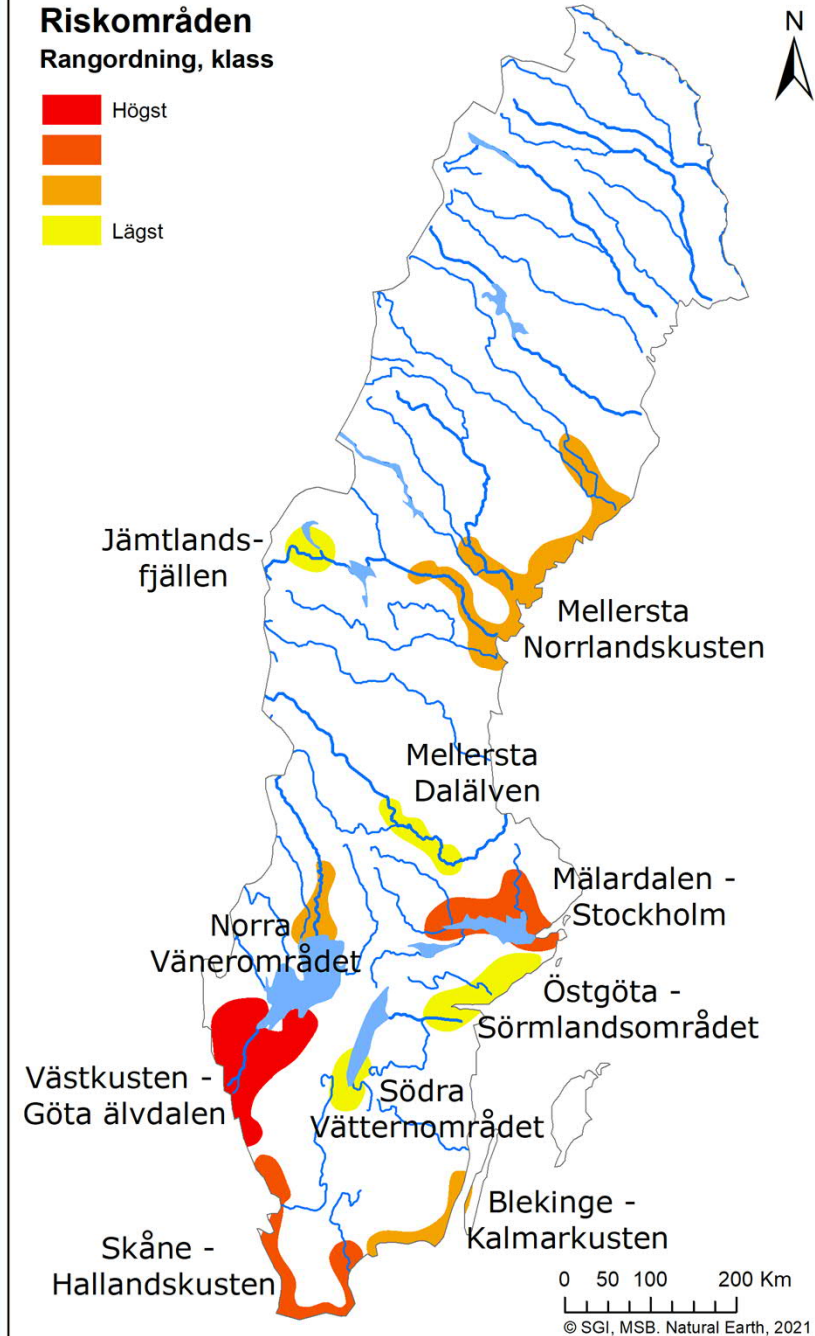 Riskområden
Rangordning, klass
Högst
Lägst
N
Jämtlands-
fjällen
Mellersta
Norrlandskusten
Mellersta
Dalälven
Mälardalen -
Stockholm
Norra
Vänerområdet
Östgöta -
Sörmlandsområdet
Västkusten -
Göta älvdalen
Södra
Vätternområdet
Blekinge -
Kalmarkusten
Skåne -
Hallandskusten
0 50 100 200 Km
© SGI, MSB. Natural Earth, 2021